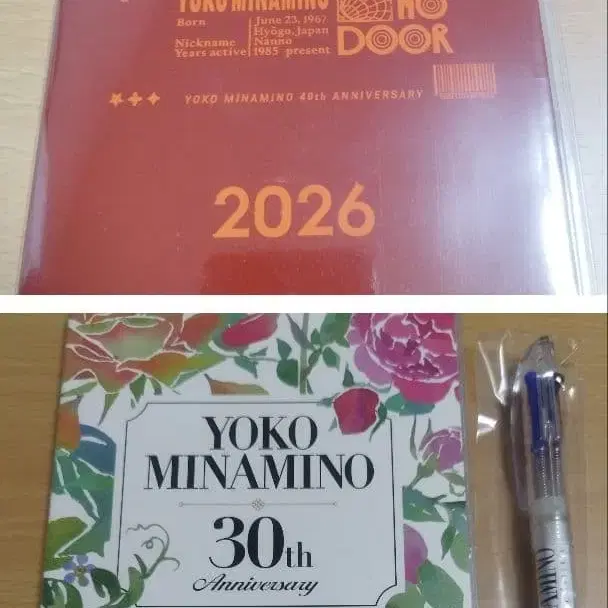 YOKO MINAMINO
Born June 23, 1967
Hyōgo, Japan
Nickname Nanno
Years active 1985 present
NO
DOOR
YOKO MINAMINO 40th ANNIVERSARY
2026
YOKO
MINAMINO
30th
Anniversary